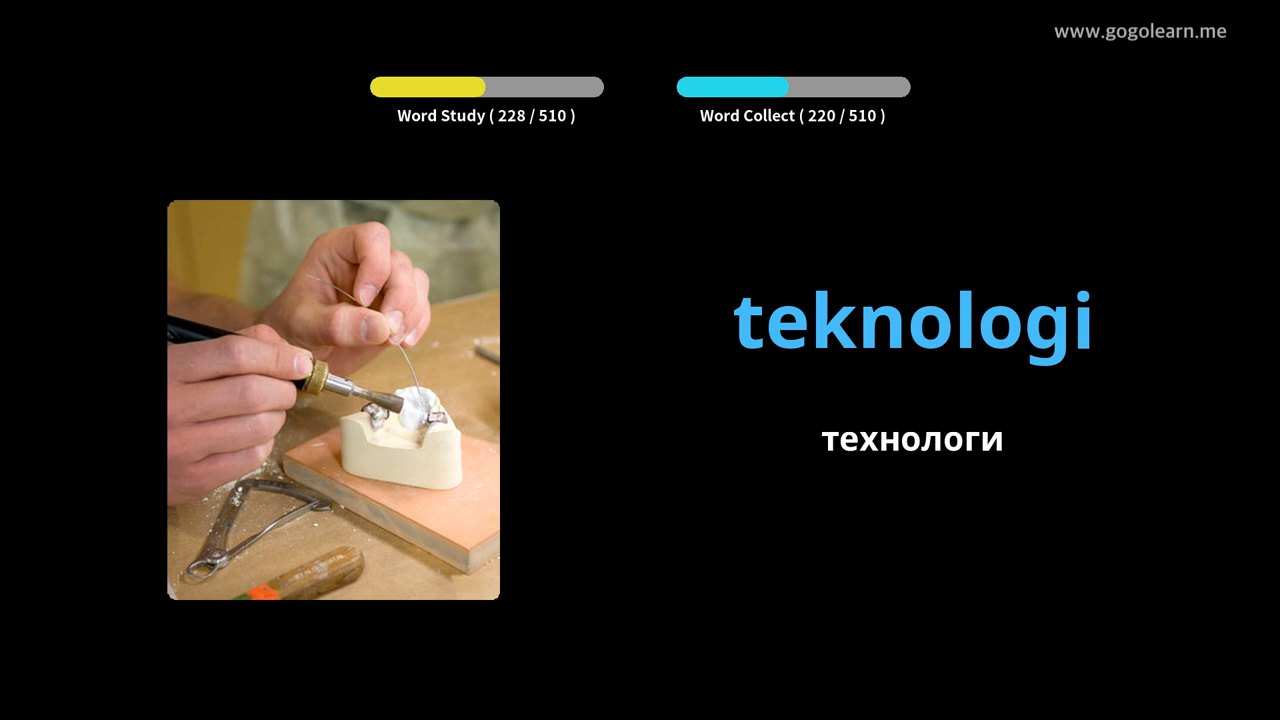 www.gogolearn.me
Word Study ( 228 / 510 )
Word Collect ( 220 / 510 )
teknologi
технологи